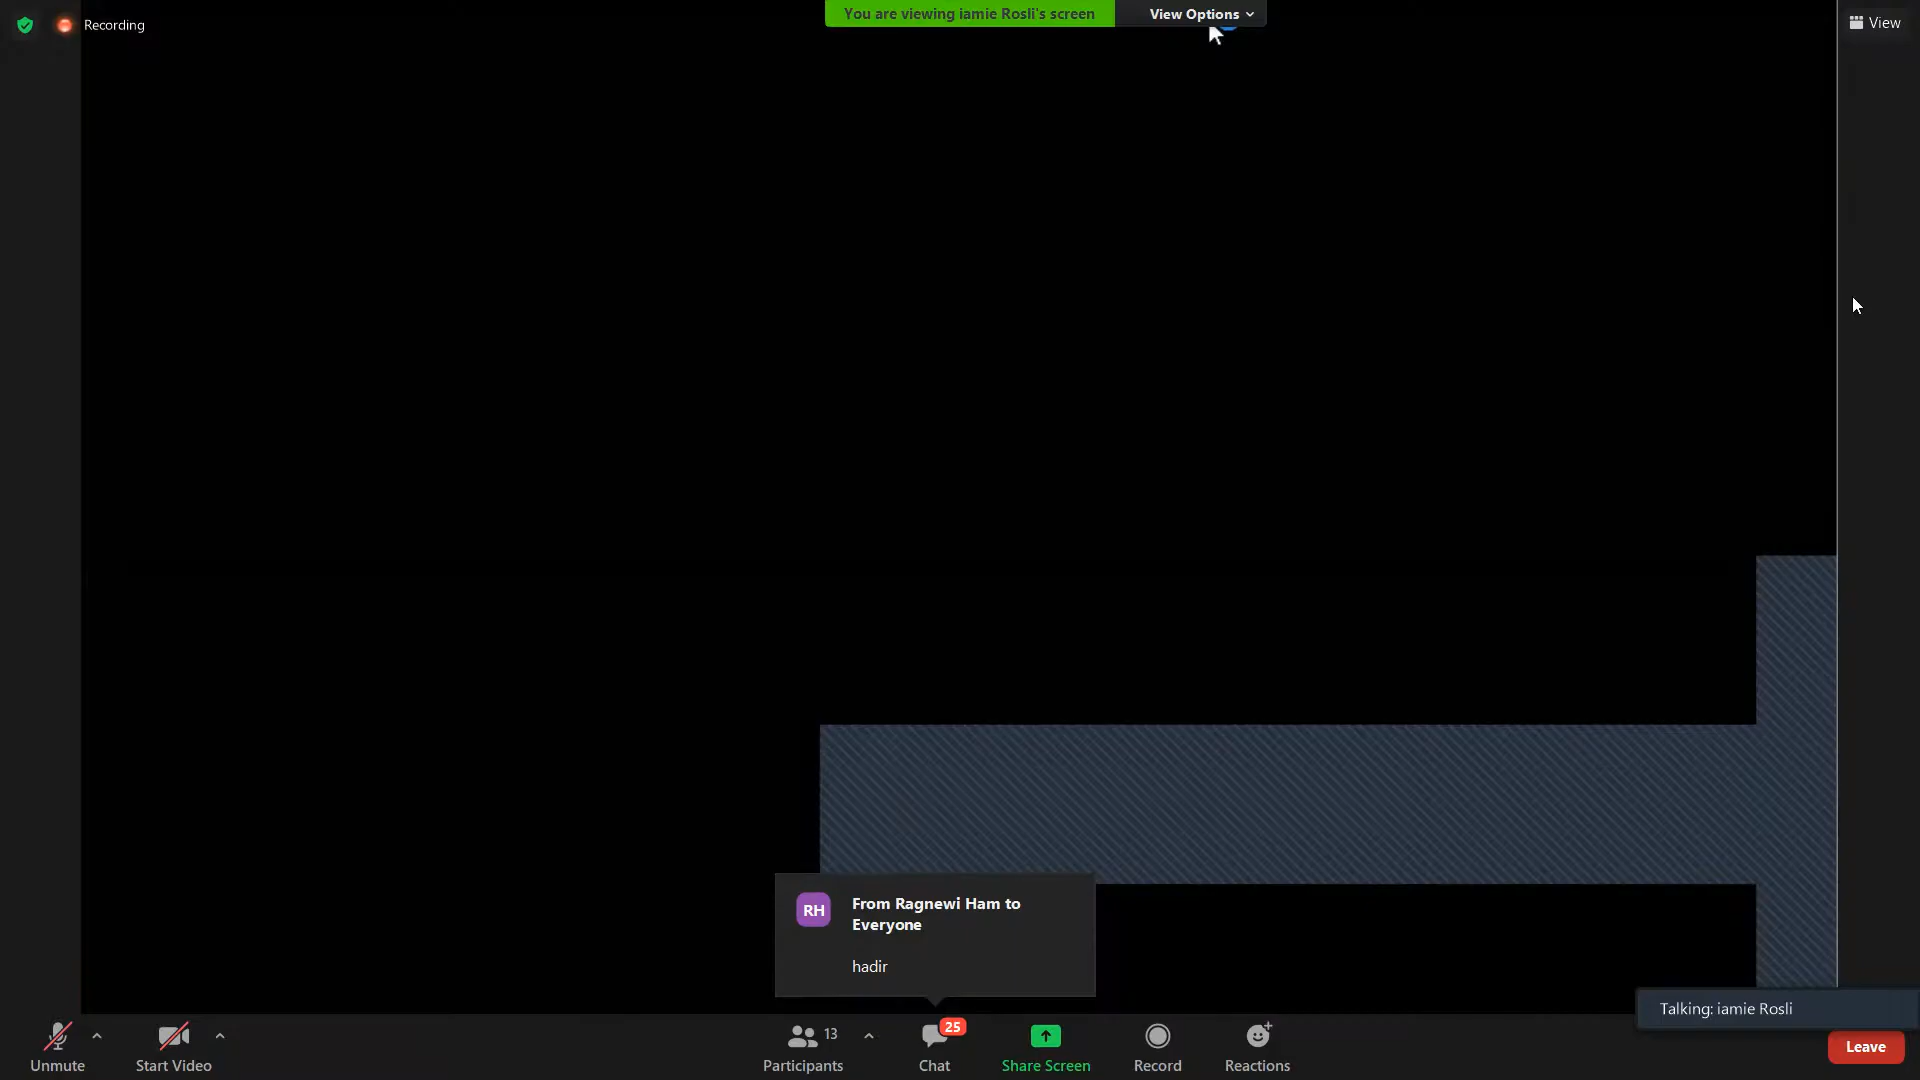 Recording
You are viewing iamie Rosli's screen
View Options
View
RH
From Ragnewi Ham to
Everyone
hadir
Talking: iamie Rosli
Unmute
Start Video
13
Participants
25
Chat
Share Screen
Record
Reactions
Leave